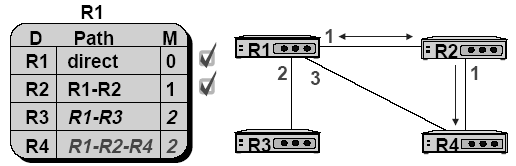 R1
D Path M
R1 direct 0
R2 R1-R2 1
R3 R1-R3 2
R4 R1-R2-R4 2
R1 1 R2
2 3 1
R3 R4